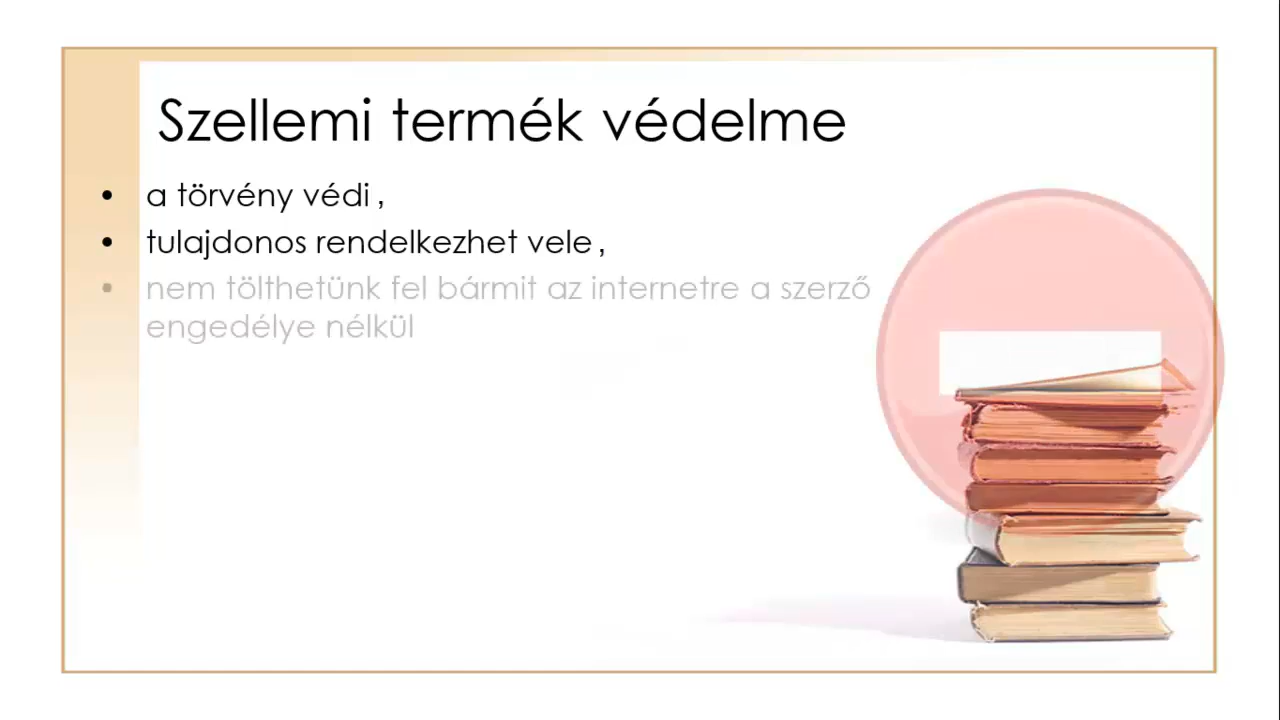 Szellemi termék védelme
• a törvény védi ,
• tulajdonos rendelkezhet vele ,
• nem tölthetünk fel bármit az internetre a szerző
engedélye nélkül